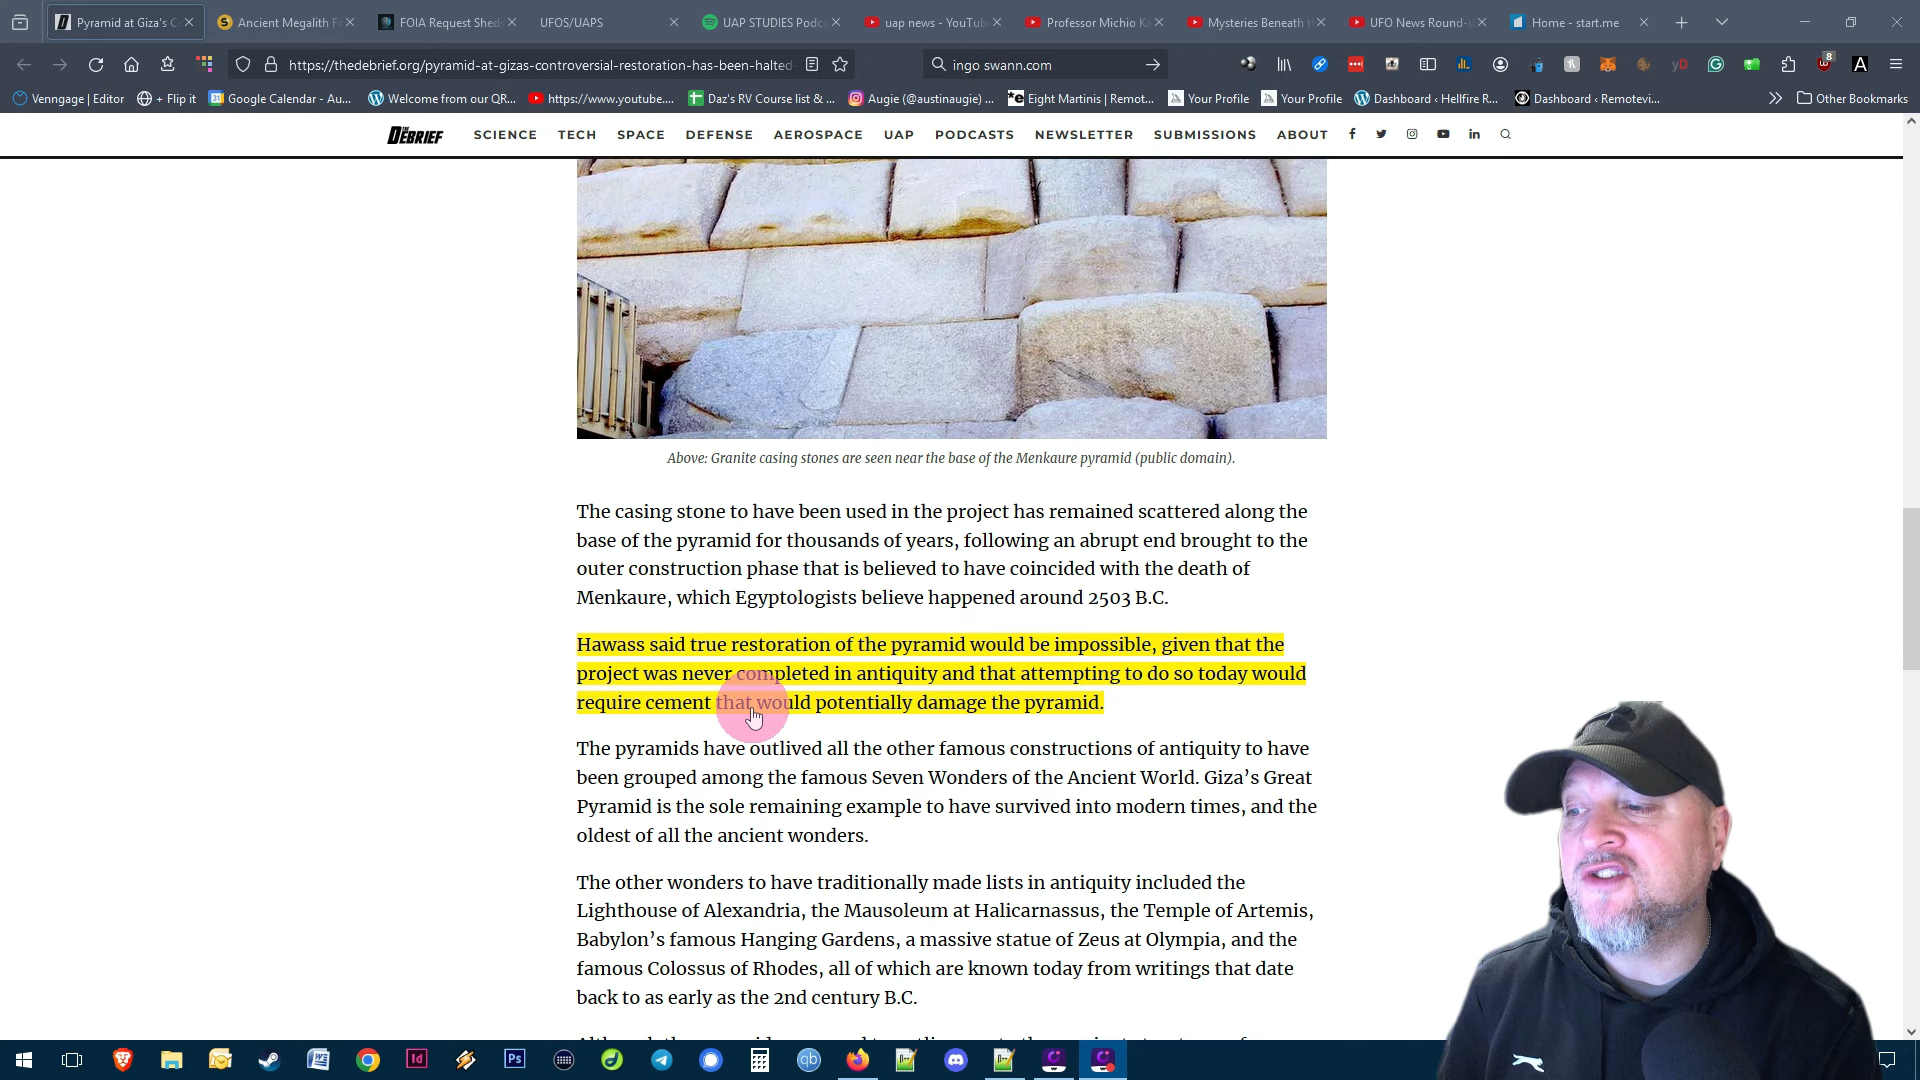 Pyramid at Giza's C
Ancient Megalith F
FOIA Request Sheds
UFOS/UAPS
UAP STUDIES Podc
uap news - YouTub
Professor Michio K
Mysteries Beneath t
UFO News Round-u
Home - start.me
https://thedebrief.org/pyramid-at-gizas-controversial-restoration-has-been-halted-
ingo swann.com
8
Venngage | Editor
+ Flip it
Google Calendar - Au...
Welcome from our QR...
https://www.youtube....
Daz's RV Course list & ...
Augie (@austinaugie) ...
Eight Martinis | Remot...
Your Profile
Your Profile
Dashboard ‹ Hellfire R...
Dashboard ‹ Remotevi...
Other Bookmarks
THE DEBRIEF
SCIENCE TECH SPACE DEFENSE AEROSPACE UAP PODCASTS NEWSLETTER SUBMISSIONS ABOUT
Above: Granite casing stones are seen near the base of the Menkaure pyramid (public domain).
The casing stone to have been used in the project has remained scattered along the
base of the pyramid for thousands of years, following an abrupt end brought to the
outer construction phase that is believed to have coincided with the death of
Menkaure, which Egyptologists believe happened around 2503 B.C.
Hawass said true restoration of the pyramid would be impossible, given that the
project was never completed in antiquity and that attempting to do so today would
require cement that would potentially damage the pyramid.
The pyramids have outlived all the other famous constructions of antiquity to have
been grouped among the famous Seven Wonders of the Ancient World. Giza’s Great
Pyramid is the sole remaining example to have survived into modern times, and the
oldest of all the ancient wonders.
The other wonders to have traditionally made lists in antiquity included the
Lighthouse of Alexandria, the Mausoleum at Halicarnassus, the Temple of Artemis,
Babylon’s famous Hanging Gardens, a massive statue of Zeus at Olympia, and the
famous Colossus of Rhodes, all of which are known today from writings that date
back to as early as the 2nd century B.C.